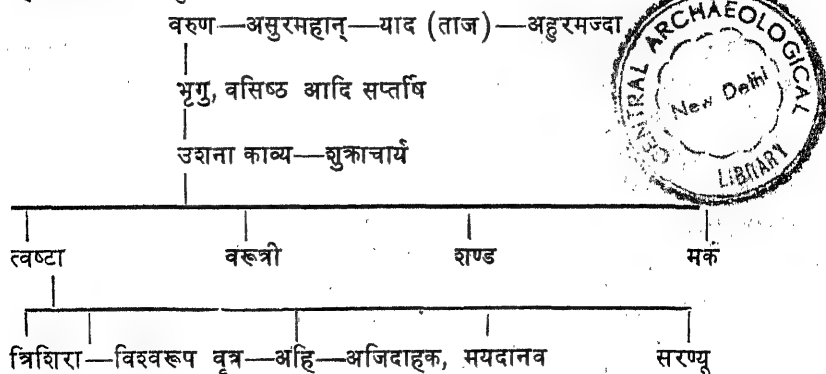 वरुण—असुरमहान्—याद (ताज)—अहुरमज्दा
भृगु, वसिष्ठ आदि सप्तर्षि
उशना काव्य—शुक्राचार्य
त्वष्टा वरूत्री शण्ड मर्क
त्रिशिरा—विश्वरूप वृत्र—अहि—अजिदाहक, मयदानव सरण्यू
CENTRAL ARCHAEOLOGICAL
New Delhi
LIBRARY